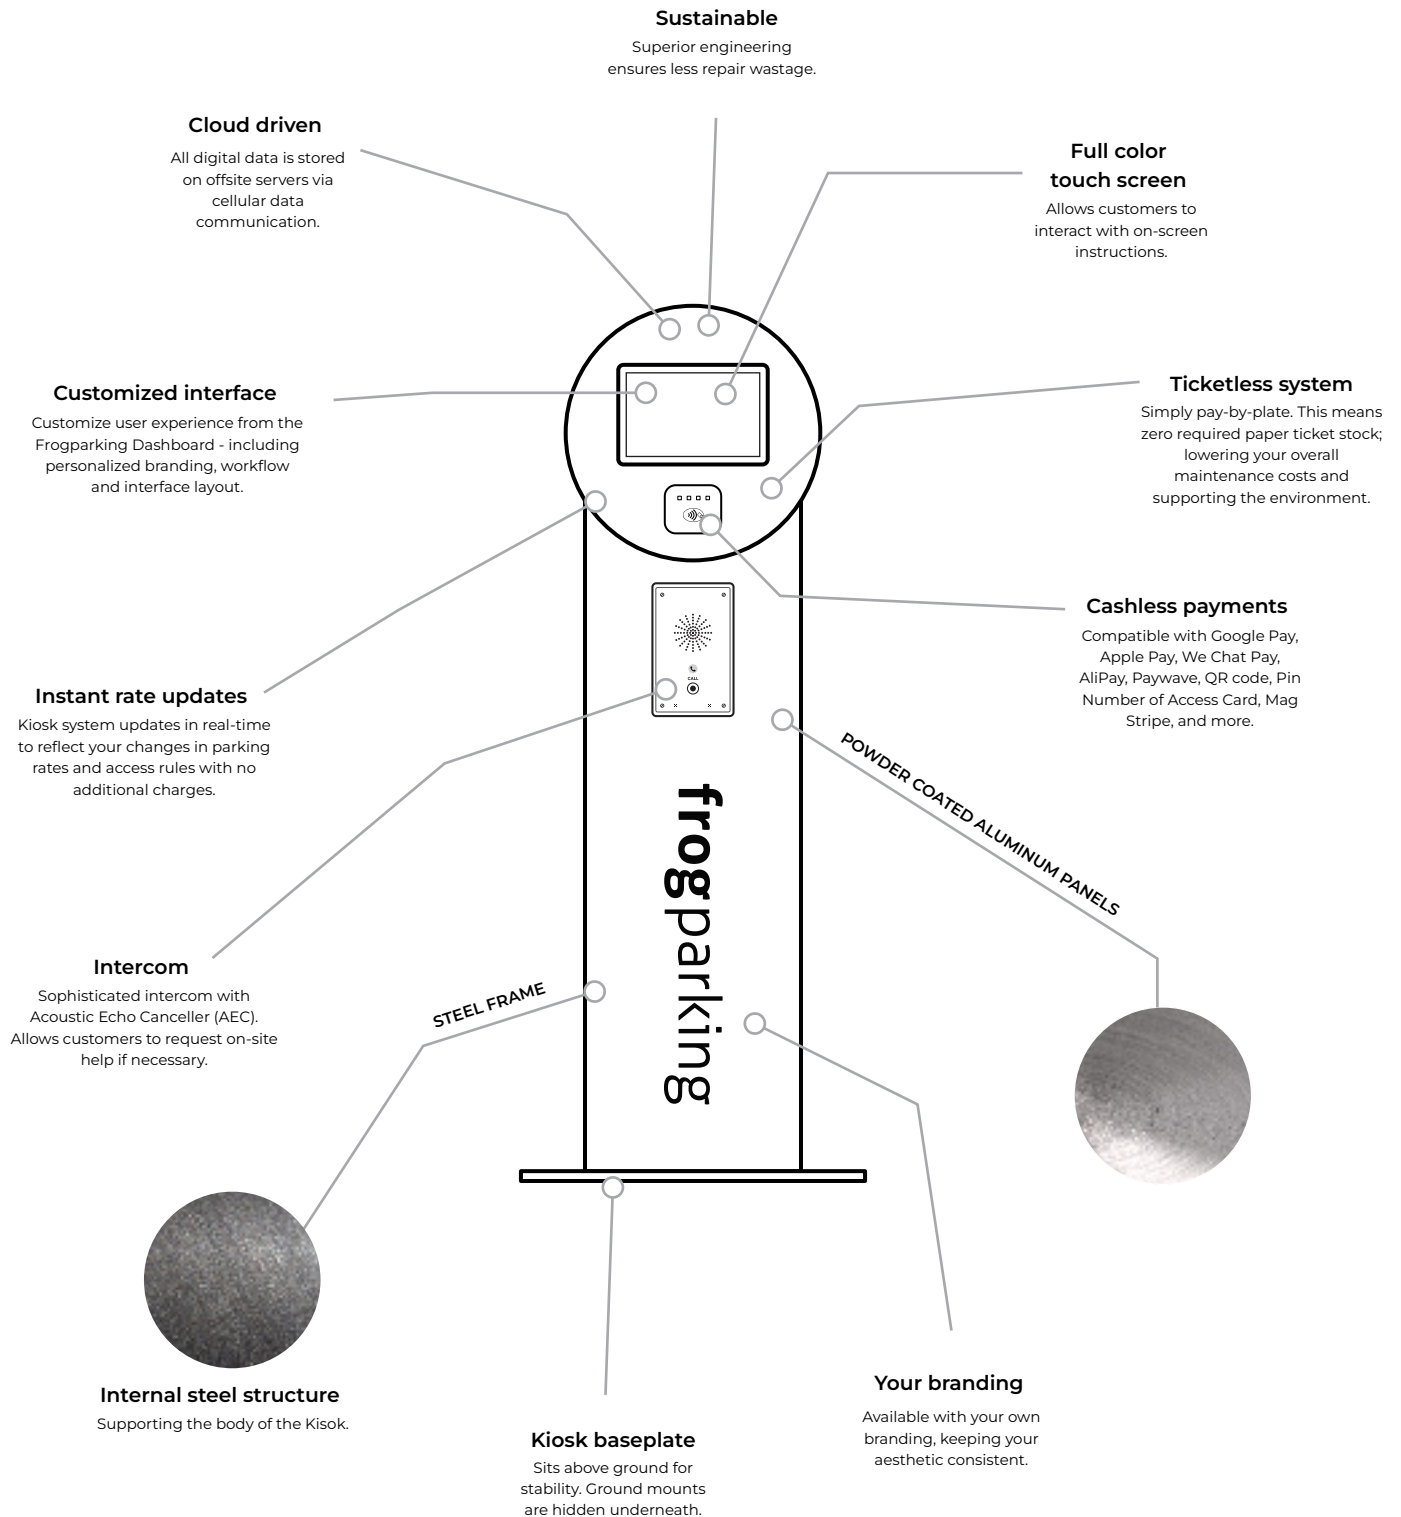 Sustainable
Superior engineering
ensures less repair wastage.
Cloud driven
All digital data is stored
on offsite servers via
cellular data
communication.
Full color
touch screen
Allows customers to
interact with on-screen
instructions.
Customized interface
Customize user experience from the
Frogparking Dashboard - including
personalized branding, workflow
and interface layout.
Ticketless system
Simply pay-by-plate. This means
zero required paper ticket stock;
lowering your overall
maintenance costs and
supporting the environment.
Cashless payments
Compatible with Google Pay,
Apple Pay, We Chat Pay,
AliPay, Paywave, QR code, Pin
Number of Access Card, Mag
Stripe, and more.
Instant rate updates
Kiosk system updates in real-time
to reflect your changes in parking
rates and access rules with no
additional charges.
CALL
POWDER COATED ALUMINUM PANELS
frogparking
Intercom
Sophisticated intercom with
Acoustic Echo Canceller (AEC).
Allows customers to request on-site
help if necessary.
STEEL FRAME
Internal steel structure
Supporting the body of the Kisok.
Kiosk baseplate
Sits above ground for
stability. Ground mounts
are hidden underneath.
Your branding
Available with your own
branding, keeping your
aesthetic consistent.